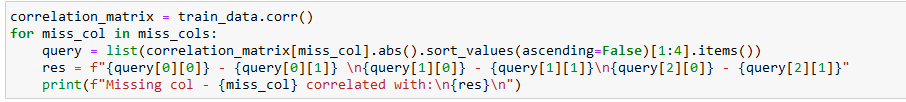 correlation_matrix = train_data.corr()
for miss_col in miss_cols:
    query = list(correlation_matrix[miss_col].abs().sort_values(ascending=False)[1:4].items())
    res = f"{query[0][0]} - {query[0][1]} \n{query[1][0]} - {query[1][1]}\n{query[2][0]} - {query[2][1]}"
    print(f"Missing col - {miss_col} correlated with:\n{res}\n")